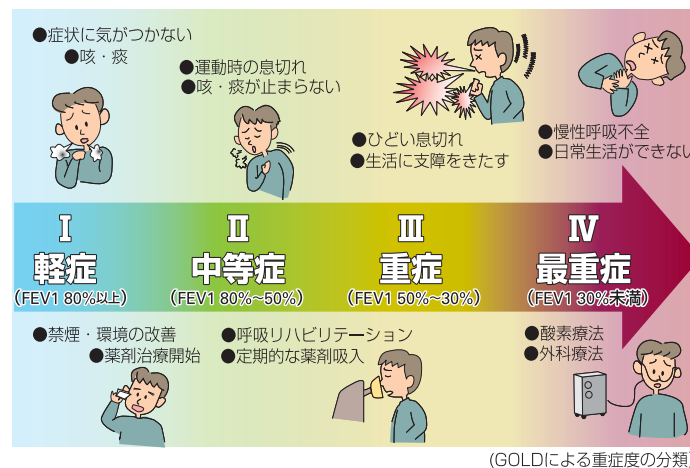 ●症状に気がつかない
●咳・痰
●運動時の息切れ
●咳・痰が止まらない
●ひどい息切れ
●生活に支障をきたす
●慢性呼吸不全
●日常生活ができない
Ⅰ
軽症
(FEV1 80%以上)
Ⅱ
中等症
(FEV1 80%～50%)
Ⅲ
重症
(FEV1 50%～30%)
Ⅳ
最重症
(FEV1 30%未満)
●禁煙・環境の改善
●薬剤治療開始
●呼吸リハビリテーション
●定期的な薬剤吸入
●酸素療法
●外科療法
(GOLDによる重症度の分類)